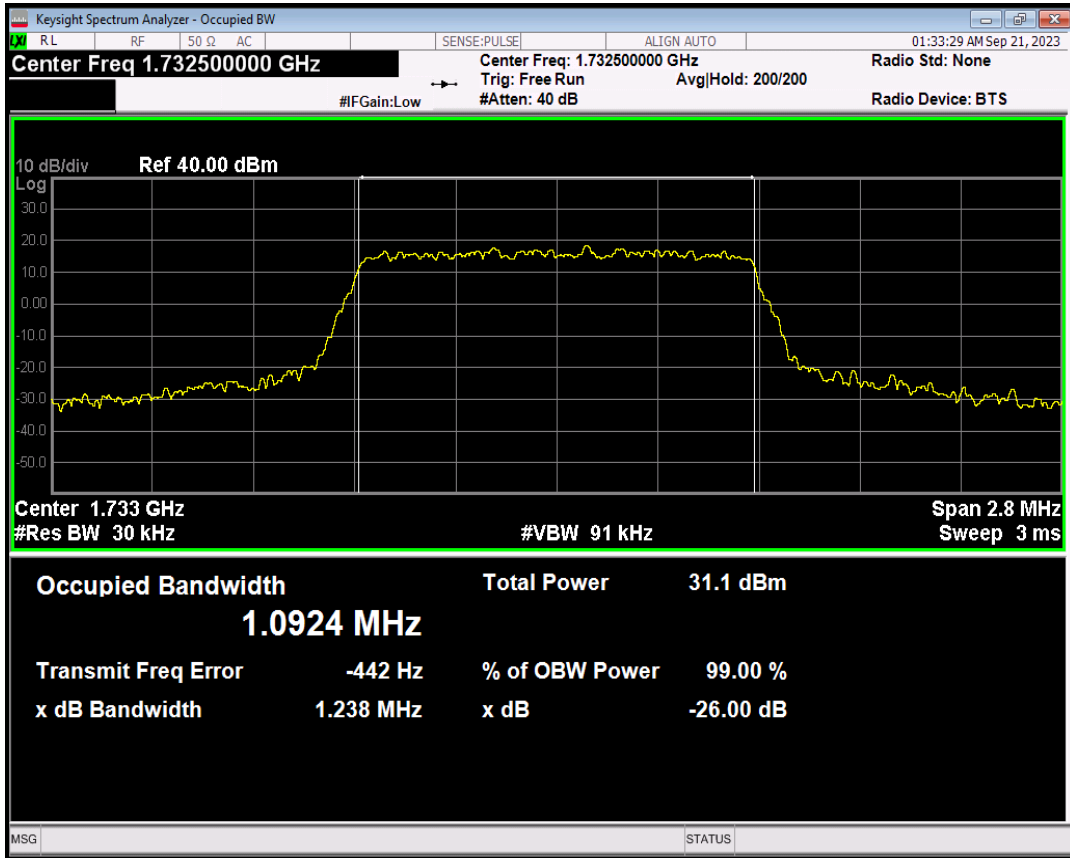 Keysight Spectrum Analyzer - Occupied BW
LXI RL RF 50 Ω AC SENSE:PULSE ALIGN AUTO 01:33:29 AM Sep 21, 2023
Center Freq 1.732500000 GHz Center Freq: 1.732500000 GHz Radio Std: None
Trig: Free Run Avg|Hold: 200/200
#IFGain:Low #Atten: 40 dB Radio Device: BTS
10 dB/div Ref 40.00 dBm
Log
30.0
20.0
10.0
0.00
-10.0
-20.0
-30.0
-40.0
-50.0
Center 1.733 GHz Span 2.8 MHz
#Res BW 30 kHz #VBW 91 kHz Sweep 3 ms
Occupied Bandwidth Total Power 31.1 dBm
1.0924 MHz
Transmit Freq Error -442 Hz % of OBW Power 99.00 %
x dB Bandwidth 1.238 MHz x dB -26.00 dB
MSG STATUS